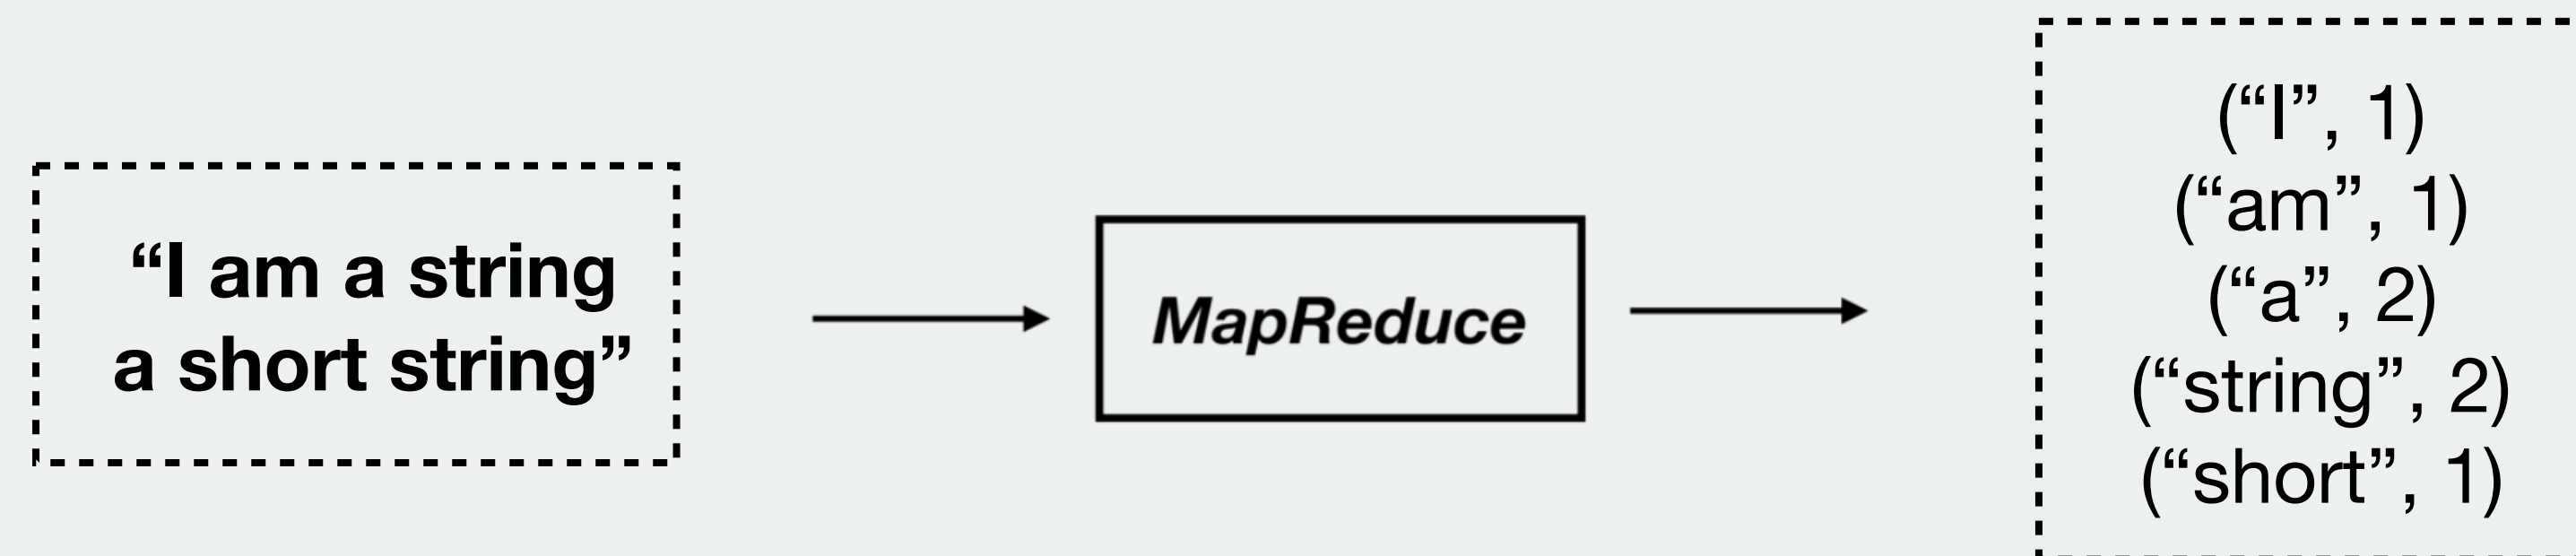 “I am a string
a short string”
MapReduce
(“I”, 1)
(“am”, 1)
(“a”, 2)
(“string”, 2)
(“short”, 1)